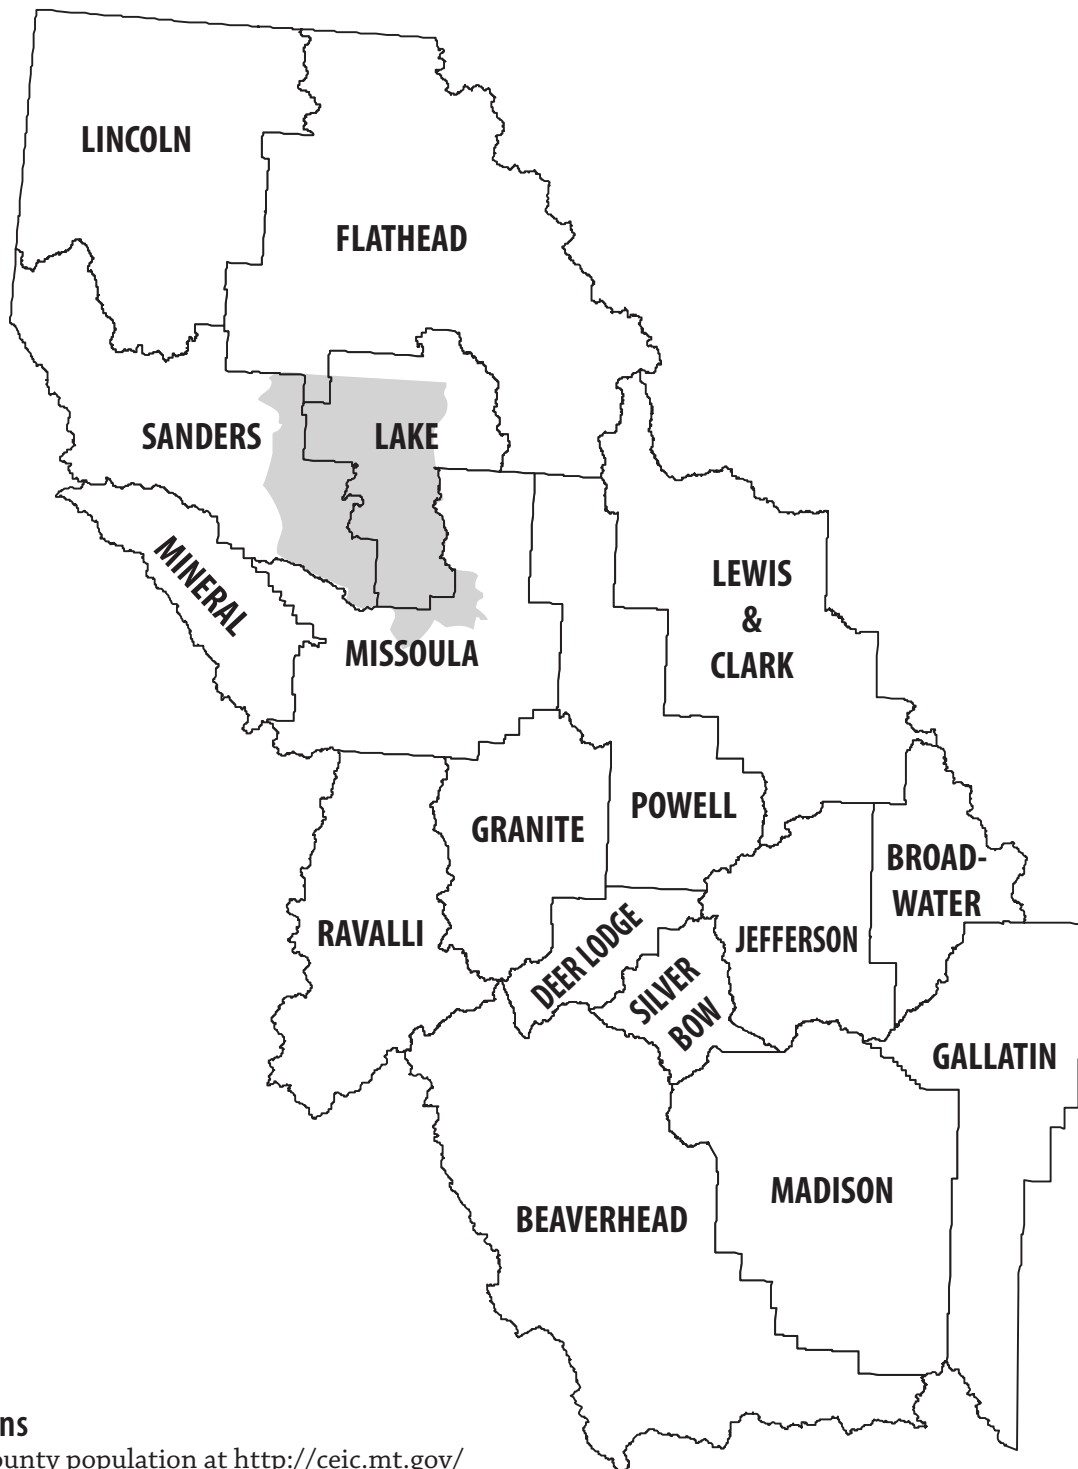 LINCOLN
FLATHEAD
SANDERS
LAKE
MINERAL
LEWIS
&
CLARK
MISSOULA
POWELL
GRANITE
BROAD-
WATER
RAVALLI
DEER LODGE
JEFFERSON
SILVER
BOW
GALLATIN
MADISON
BEAVERHEAD
ns
ounty population at http://ceic.mt.gov/